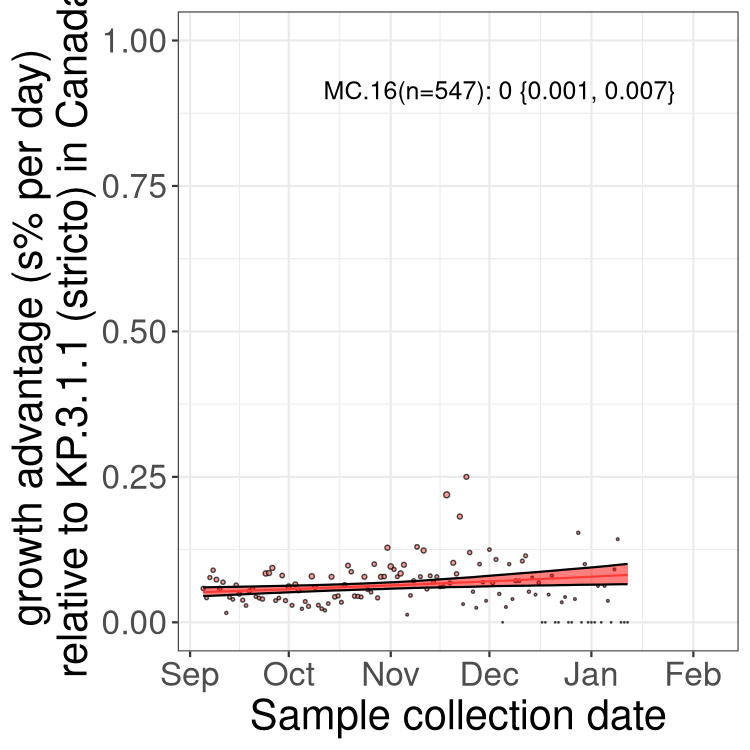 growth advantage (s% per day)
relative to KP.3.1.1 (stricto) in Canada
1.00
0.75
0.50
0.25
0.00
MC.16(n=547): 0 {0.001, 0.007}
Sep Oct Nov Dec Jan Feb
Sample collection date